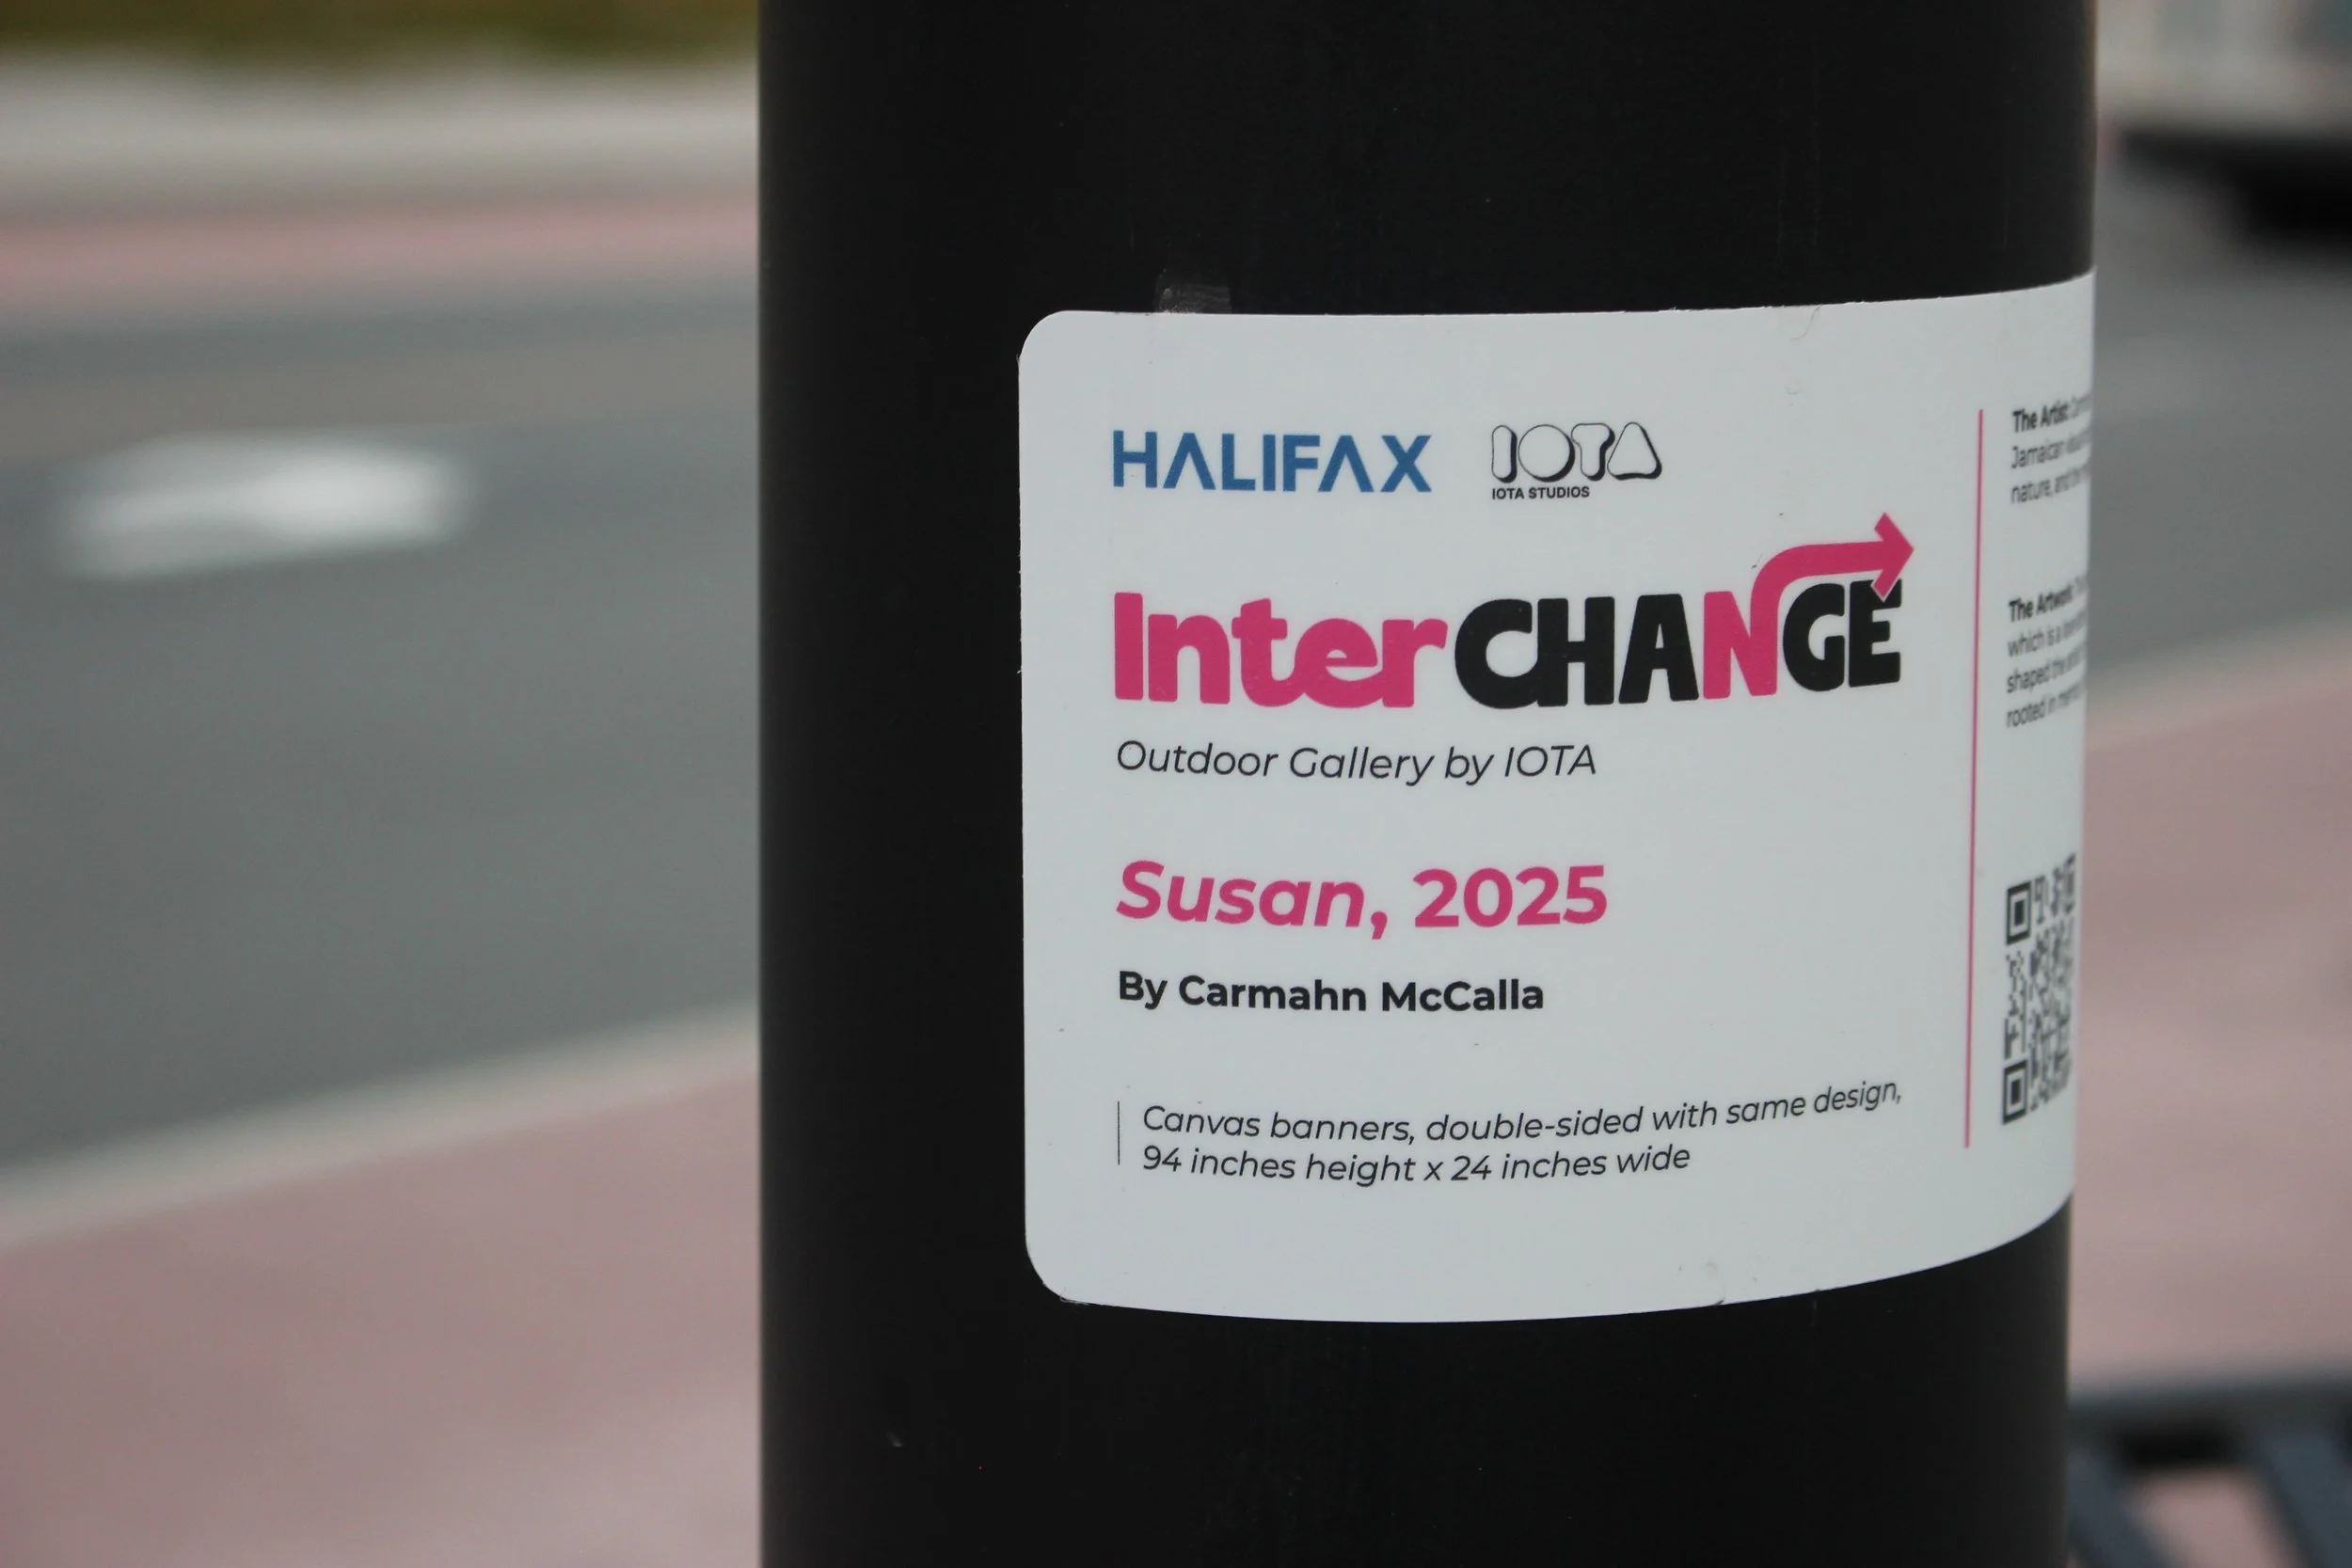 HALIFAX
IOTA
IOTA STUDIOS
InterCHANGE
Outdoor Gallery by IOTA
Susan, 2025
By Carmahn McCalla
Canvas banners, double-sided with same design,
94 inches height x 24 inches wide
The Artist:
Jamaican
nature, and the
The Artwork:
which is a
shaped the
rooted in